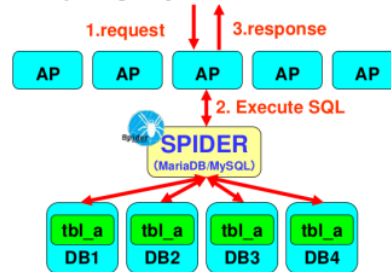 1.request
3.response
AP
AP
AP
AP
AP
2. Execute SQL
Spider
SPIDER
(MariaDB/MySQL)
tbl_a
tbl_a
tbl_a
tbl_a
DB1
DB2
DB3
DB4